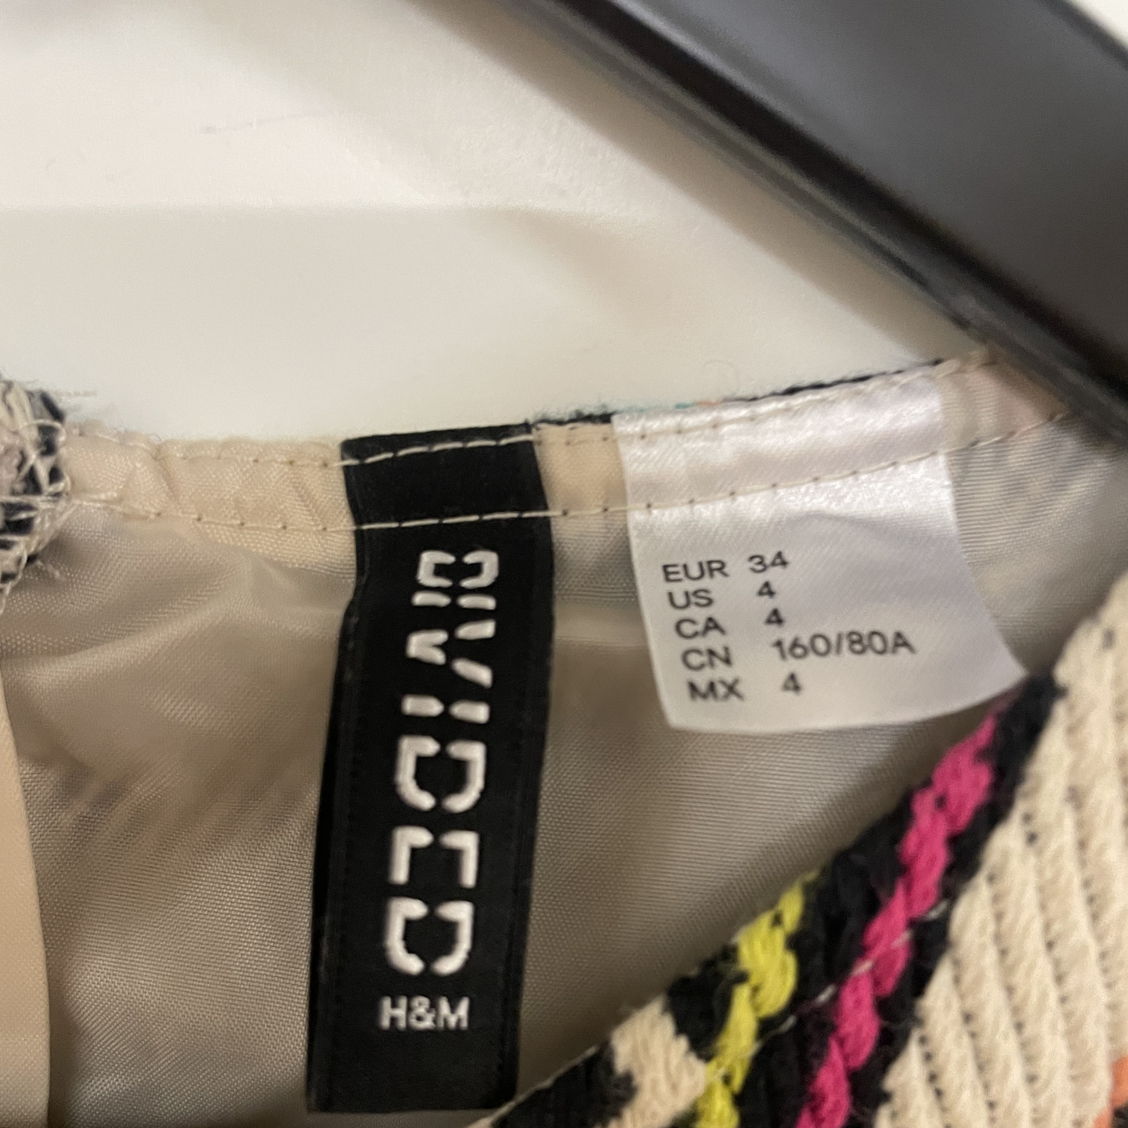 DIVIDED
H&M
EUR 34
US 4
CA 4
CN 160/80A
MX 4